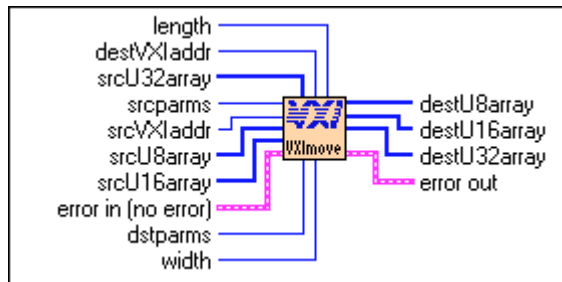 length
destVXIaddr
srcU32array
srcparms
srcVXIaddr
srcU8array
srcU16array
error in (no error)
dstparms
width
VXI
VXImove
destU8array
destU16array
destU32array
error out